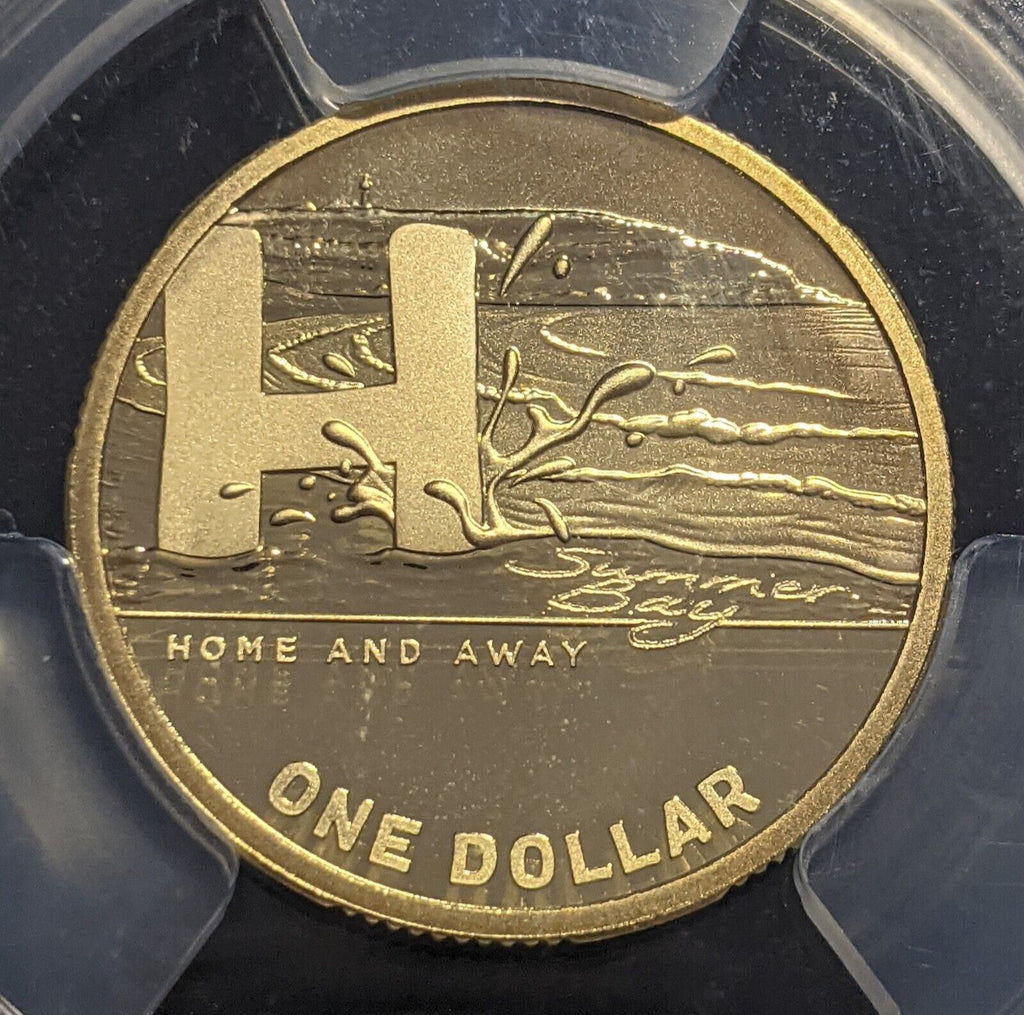 H
Summer
Bay
HOME AND AWAY
ONE DOLLAR